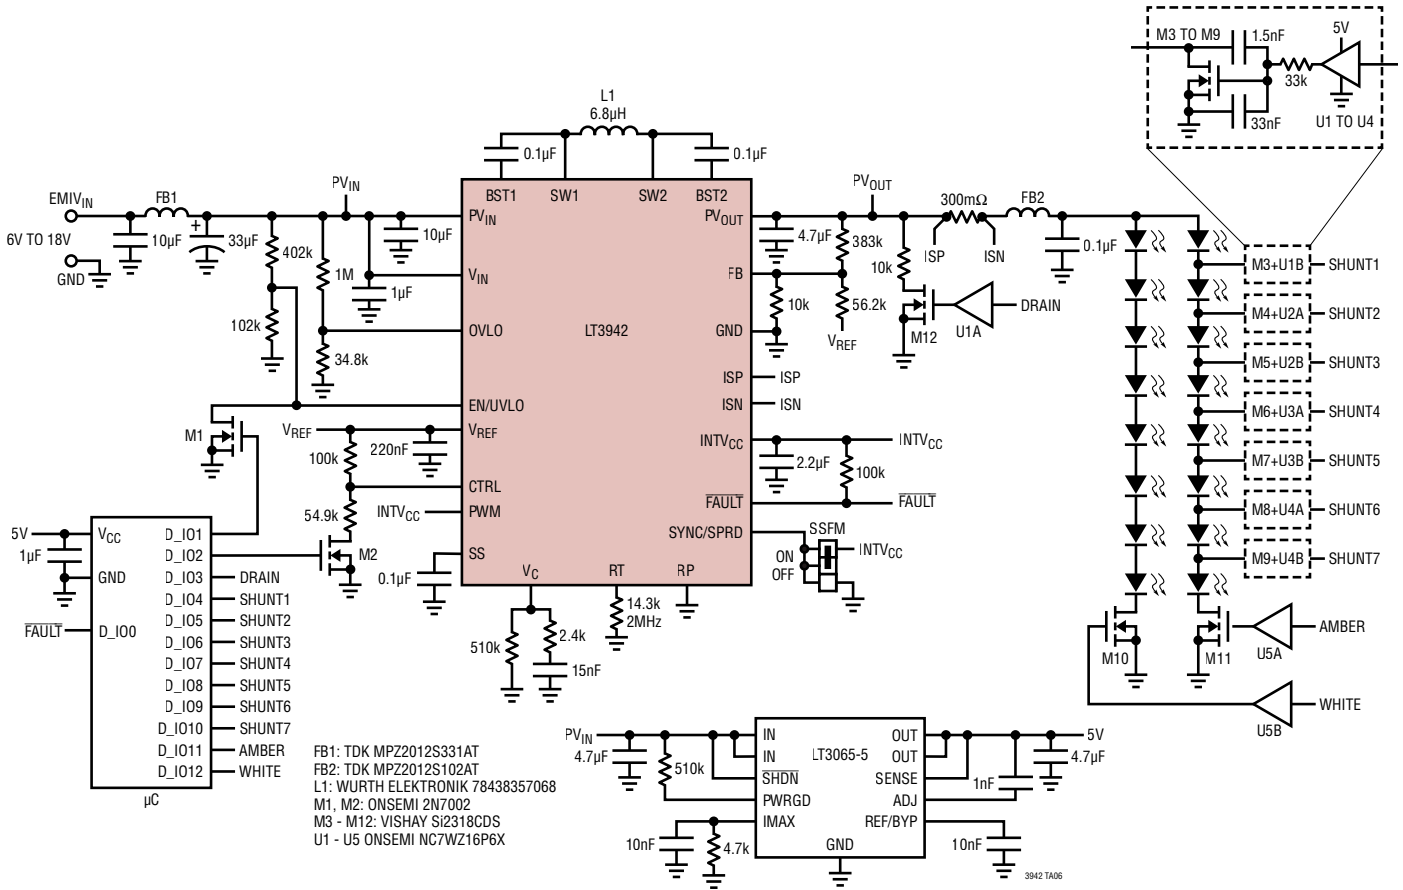 M3 TO M9
1.5nF
5V
33k
33nF
U1 TO U4
L1
6.8µH
0.1µF
0.1µF
EMIVIN
FB1
PVIN
BST1
SW1
SW2
BST2
PVOUT
300mΩ
FB2
6V TO 18V
GND
10µF
+
33µF
402k
102k
1M
34.8k
10µF
1µF
PVIN
VIN
OVLO
LT3942
PVOUT
FB
GND
4.7µF
383k
10k
56.2k
VREF
10k
ISP
ISN
0.1µF
M12
U1A
DRAIN
M3+U1B
SHUNT1
M4+U2A
SHUNT2
M5+U2B
SHUNT3
M6+U3A
SHUNT4
M7+U3B
SHUNT5
M8+U4A
SHUNT6
M9+U4B
SHUNT7
ISP
ISP
ISN
ISN
M1
EN/UVLO
VREF
VREF
220nF
100k
CTRL
54.9k
INTVCC
PWM
M2
SS
0.1µF
INTVCC
INTVCC
2.2µF
100k
FAULT
FAULT
SYNC/SPRD
SSFM
ON
OFF
INTVCC
VC
RT
RP
510k
2.4k
15nF
14.3k
2MHz
5V
1µF
VCC
GND
FAULT
D_IO0
D_IO1
D_IO2
D_IO3
DRAIN
D_IO4
SHUNT1
D_IO5
SHUNT2
D_IO6
SHUNT3
D_IO7
SHUNT4
D_IO8
SHUNT5
D_IO9
SHUNT6
D_IO10
SHUNT7
D_IO11
AMBER
D_IO12
WHITE
µC
M10
M11
U5A
AMBER
U5B
WHITE
FB1: TDK MPZ2012S331AT
FB2: TDK MPZ2012S102AT
L1: WURTH ELEKTRONIK 78438357068
M1, M2: ONSEMI 2N7002
M3 - M12: VISHAY Si2318CDS
U1 - U5 ONSEMI NC7WZ16P6X
PVIN
4.7µF
510k
IN
IN
SHDN
PWRGD
IMAX
LT3065-5
OUT
OUT
SENSE
ADJ
REF/BYP
GND
5V
4.7µF
1nF
10nF
4.7k
10nF
3942 TA06